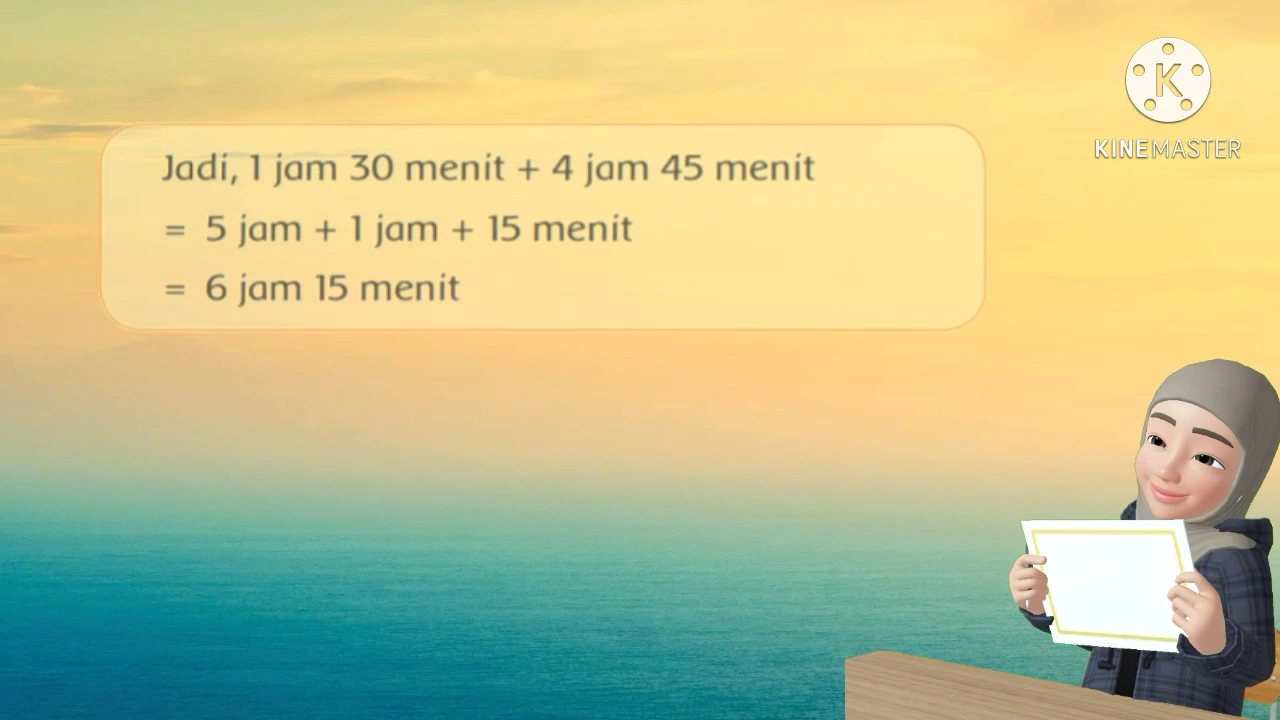 Jadi, 1 jam 30 menit + 4 jam 45 menit
= 5 jam + 1 jam + 15 menit
= 6 jam 15 menit
K
KINEMASTER